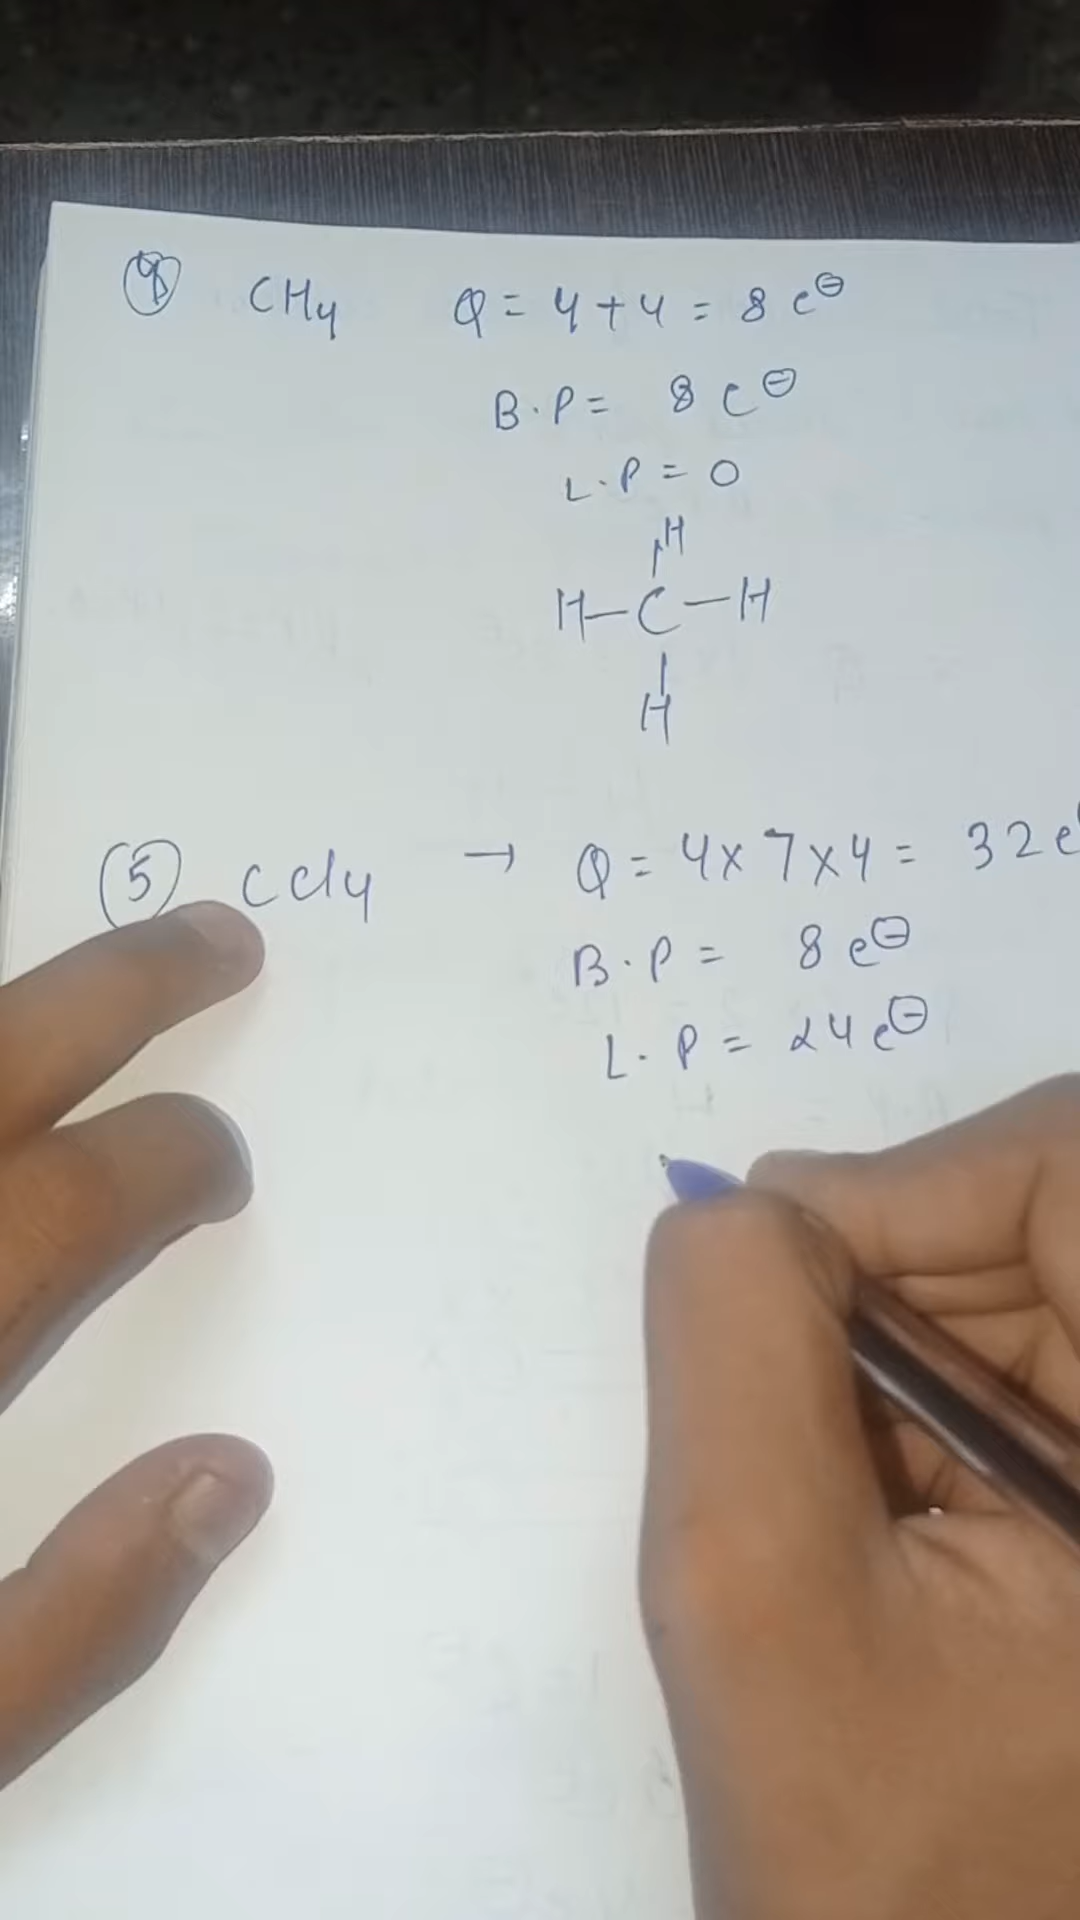 ④ CH4 Q = 4 + 4 = 8 e⊖
B.P = 8 e⊖
L.P = 0
H
H-C-H
H
⑤ CCl4 → Q = 4 x 7 x 4 = 32 e
B.P = 8 e⊖
L.P = 24 e⊖